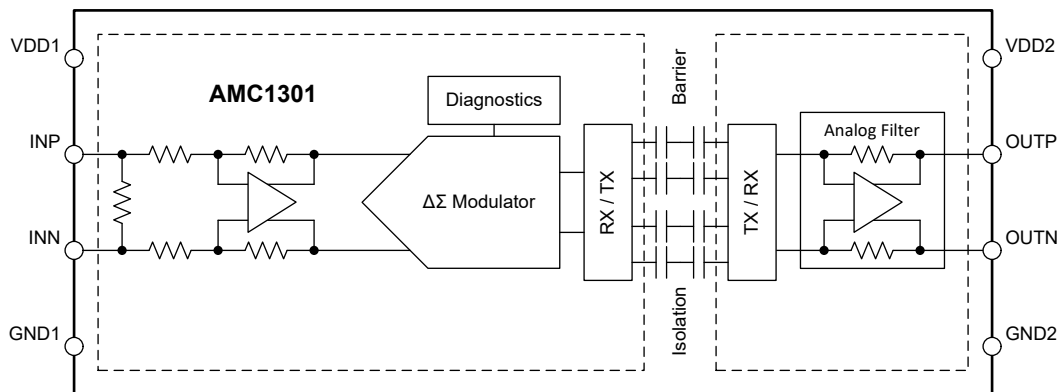 VDD1
VDD2
AMC1301
Diagnostics
Barrier
Analog Filter
INP
OUTP
ΔΣ Modulator
RX / TX
TX / RX
INN
OUTN
Isolation
GND1
GND2